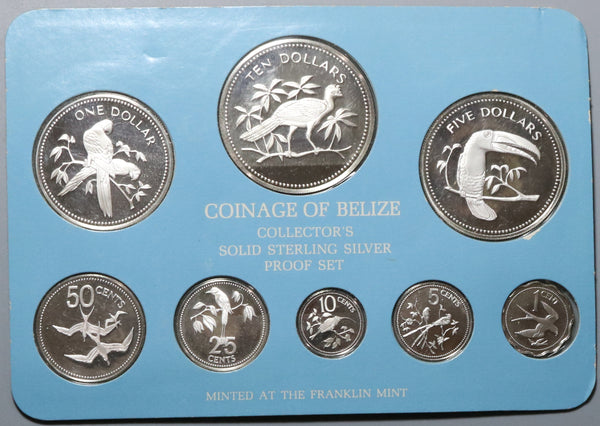 TEN DOLLARS
ONE DOLLAR
FIVE DOLLARS
COINAGE OF BELIZE
COLLECTOR'S
SOLID STERLING SILVER
PROOF SET
50 CENTS
25
CENTS
10
CENTS
5
CENTS
1 CENT
MINTED AT THE FRANKLIN MINT